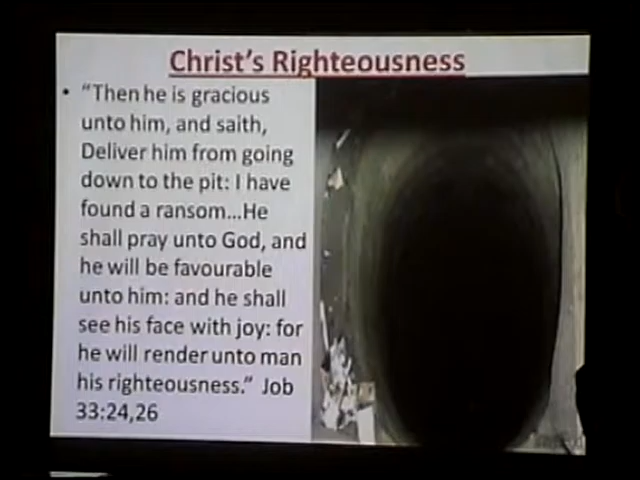 Christ's Righteousness
• "Then he is gracious
unto him, and saith,
Deliver him from going
down to the pit: I have
found a ransom...He
shall pray unto God, and
he will be favourable
unto him: and he shall
see his face with joy: for
he will render unto man
his righteousness." Job
33:24,26